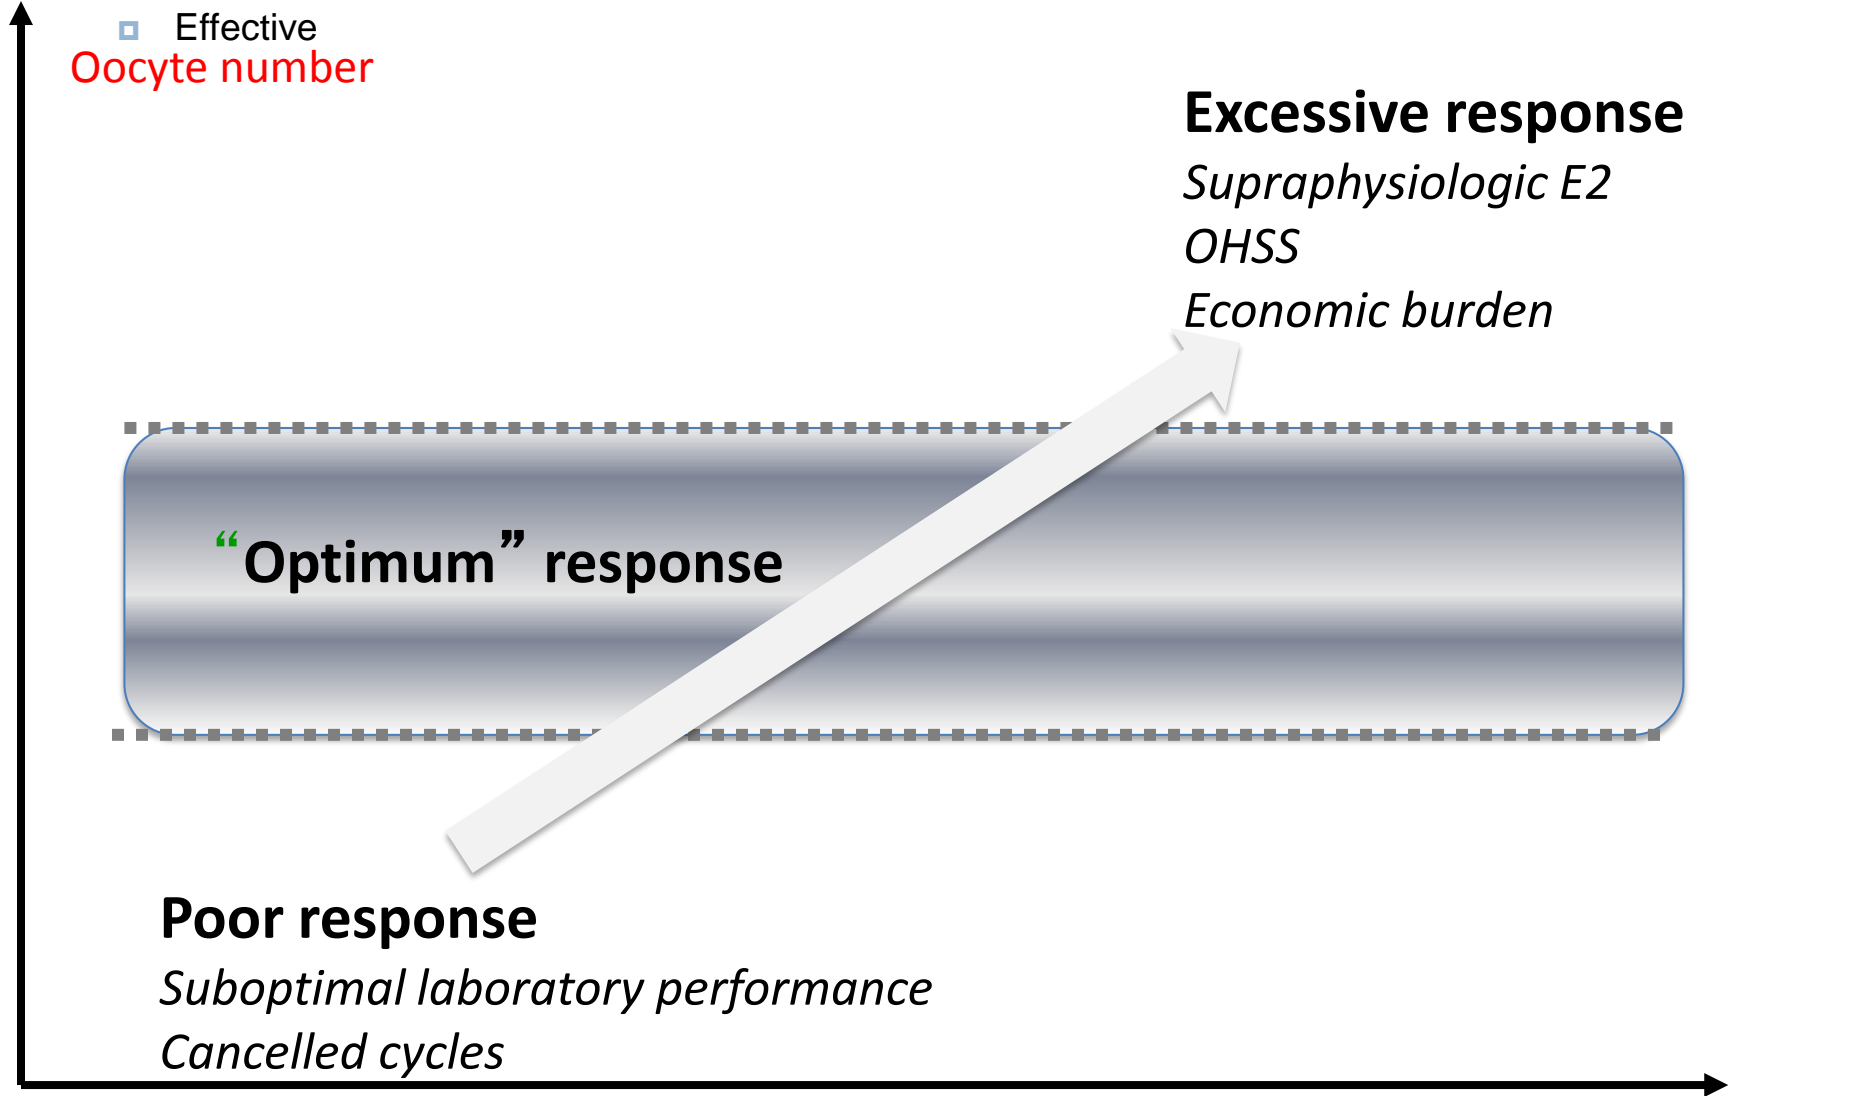 Effective
Oocyte number
Excessive response
Supraphysiologic E2
OHSS
Economic burden
“Optimum” response
Poor response
Suboptimal laboratory performance
Cancelled cycles